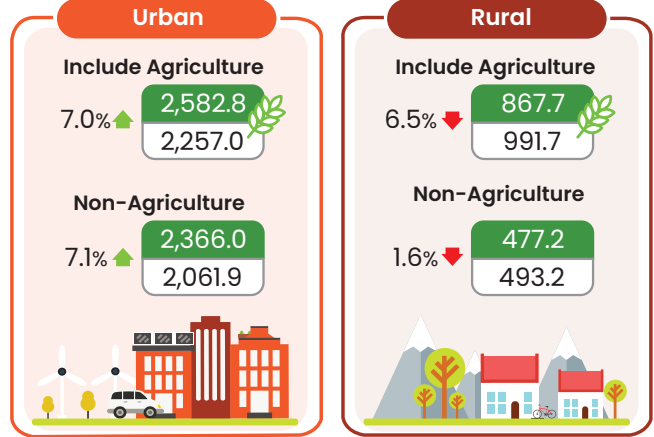 Urban
Include Agriculture
7.0%
2,582.8
2,257.0
Non-Agriculture
7.1%
2,366.0
2,061.9
Rural
Include Agriculture
6.5%
867.7
991.7
Non-Agriculture
1.6%
477.2
493.2